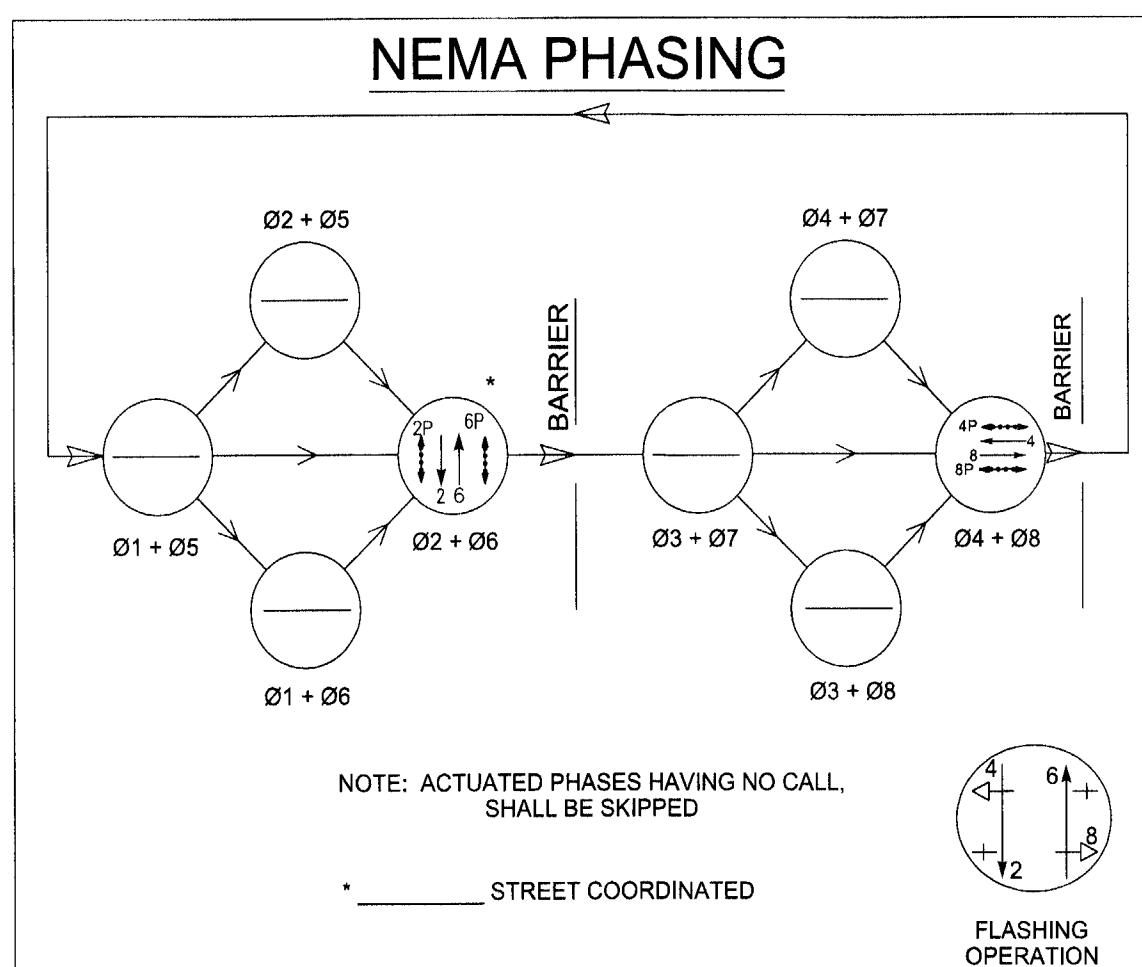 NEMA PHASING
Ø2 + Ø5
Ø4 + Ø7
*
BARRIER
BARRIER
2P 6P
2 6
4P
4
8
8P
Ø1 + Ø5
Ø2 + Ø6
Ø3 + Ø7
Ø4 + Ø8
Ø1 + Ø6
Ø3 + Ø8
NOTE: ACTUATED PHASES HAVING NO CALL,
SHALL BE SKIPPED
* __________ STREET COORDINATED
4 6
8
2
FLASHING
OPERATION